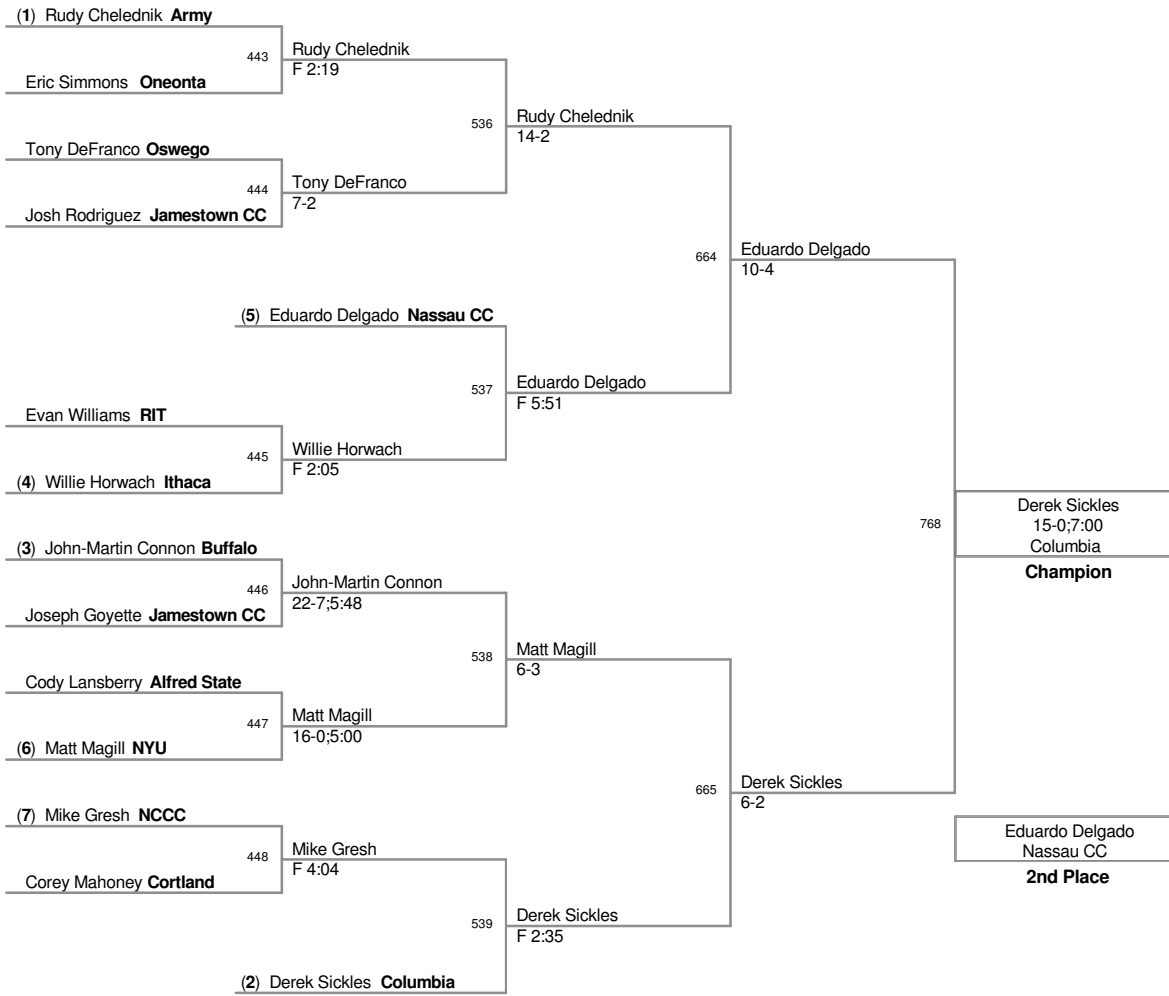 (1) Rudy Chelednik Army
443
Rudy Chelednik
F 2:19
Eric Simmons Oneonta
536
Rudy Chelednik
14-2
Tony DeFranco Oswego
444
Tony DeFranco
7-2
Josh Rodriguez Jamestown CC
664
Eduardo Delgado
10-4
(5) Eduardo Delgado Nassau CC
537
Eduardo Delgado
F 5:51
Evan Williams RIT
445
Willie Horwach
F 2:05
(4) Willie Horwach Ithaca
768
Derek Sickles
15-0;7:00
Columbia
Champion
(3) John-Martin Connon Buffalo
446
John-Martin Connon
22-7;5:48
Joseph Goyette Jamestown CC
538
Matt Magill
6-3
Cody Lansberry Alfred State
447
Matt Magill
16-0;5:00
(6) Matt Magill NYU
665
Derek Sickles
6-2
(7) Mike Gresh NCCC
448
Mike Gresh
F 4:04
Corey Mahoney Cortland
Eduardo Delgado
Nassau CC
2nd Place
539
Derek Sickles
F 2:35
(2) Derek Sickles Columbia